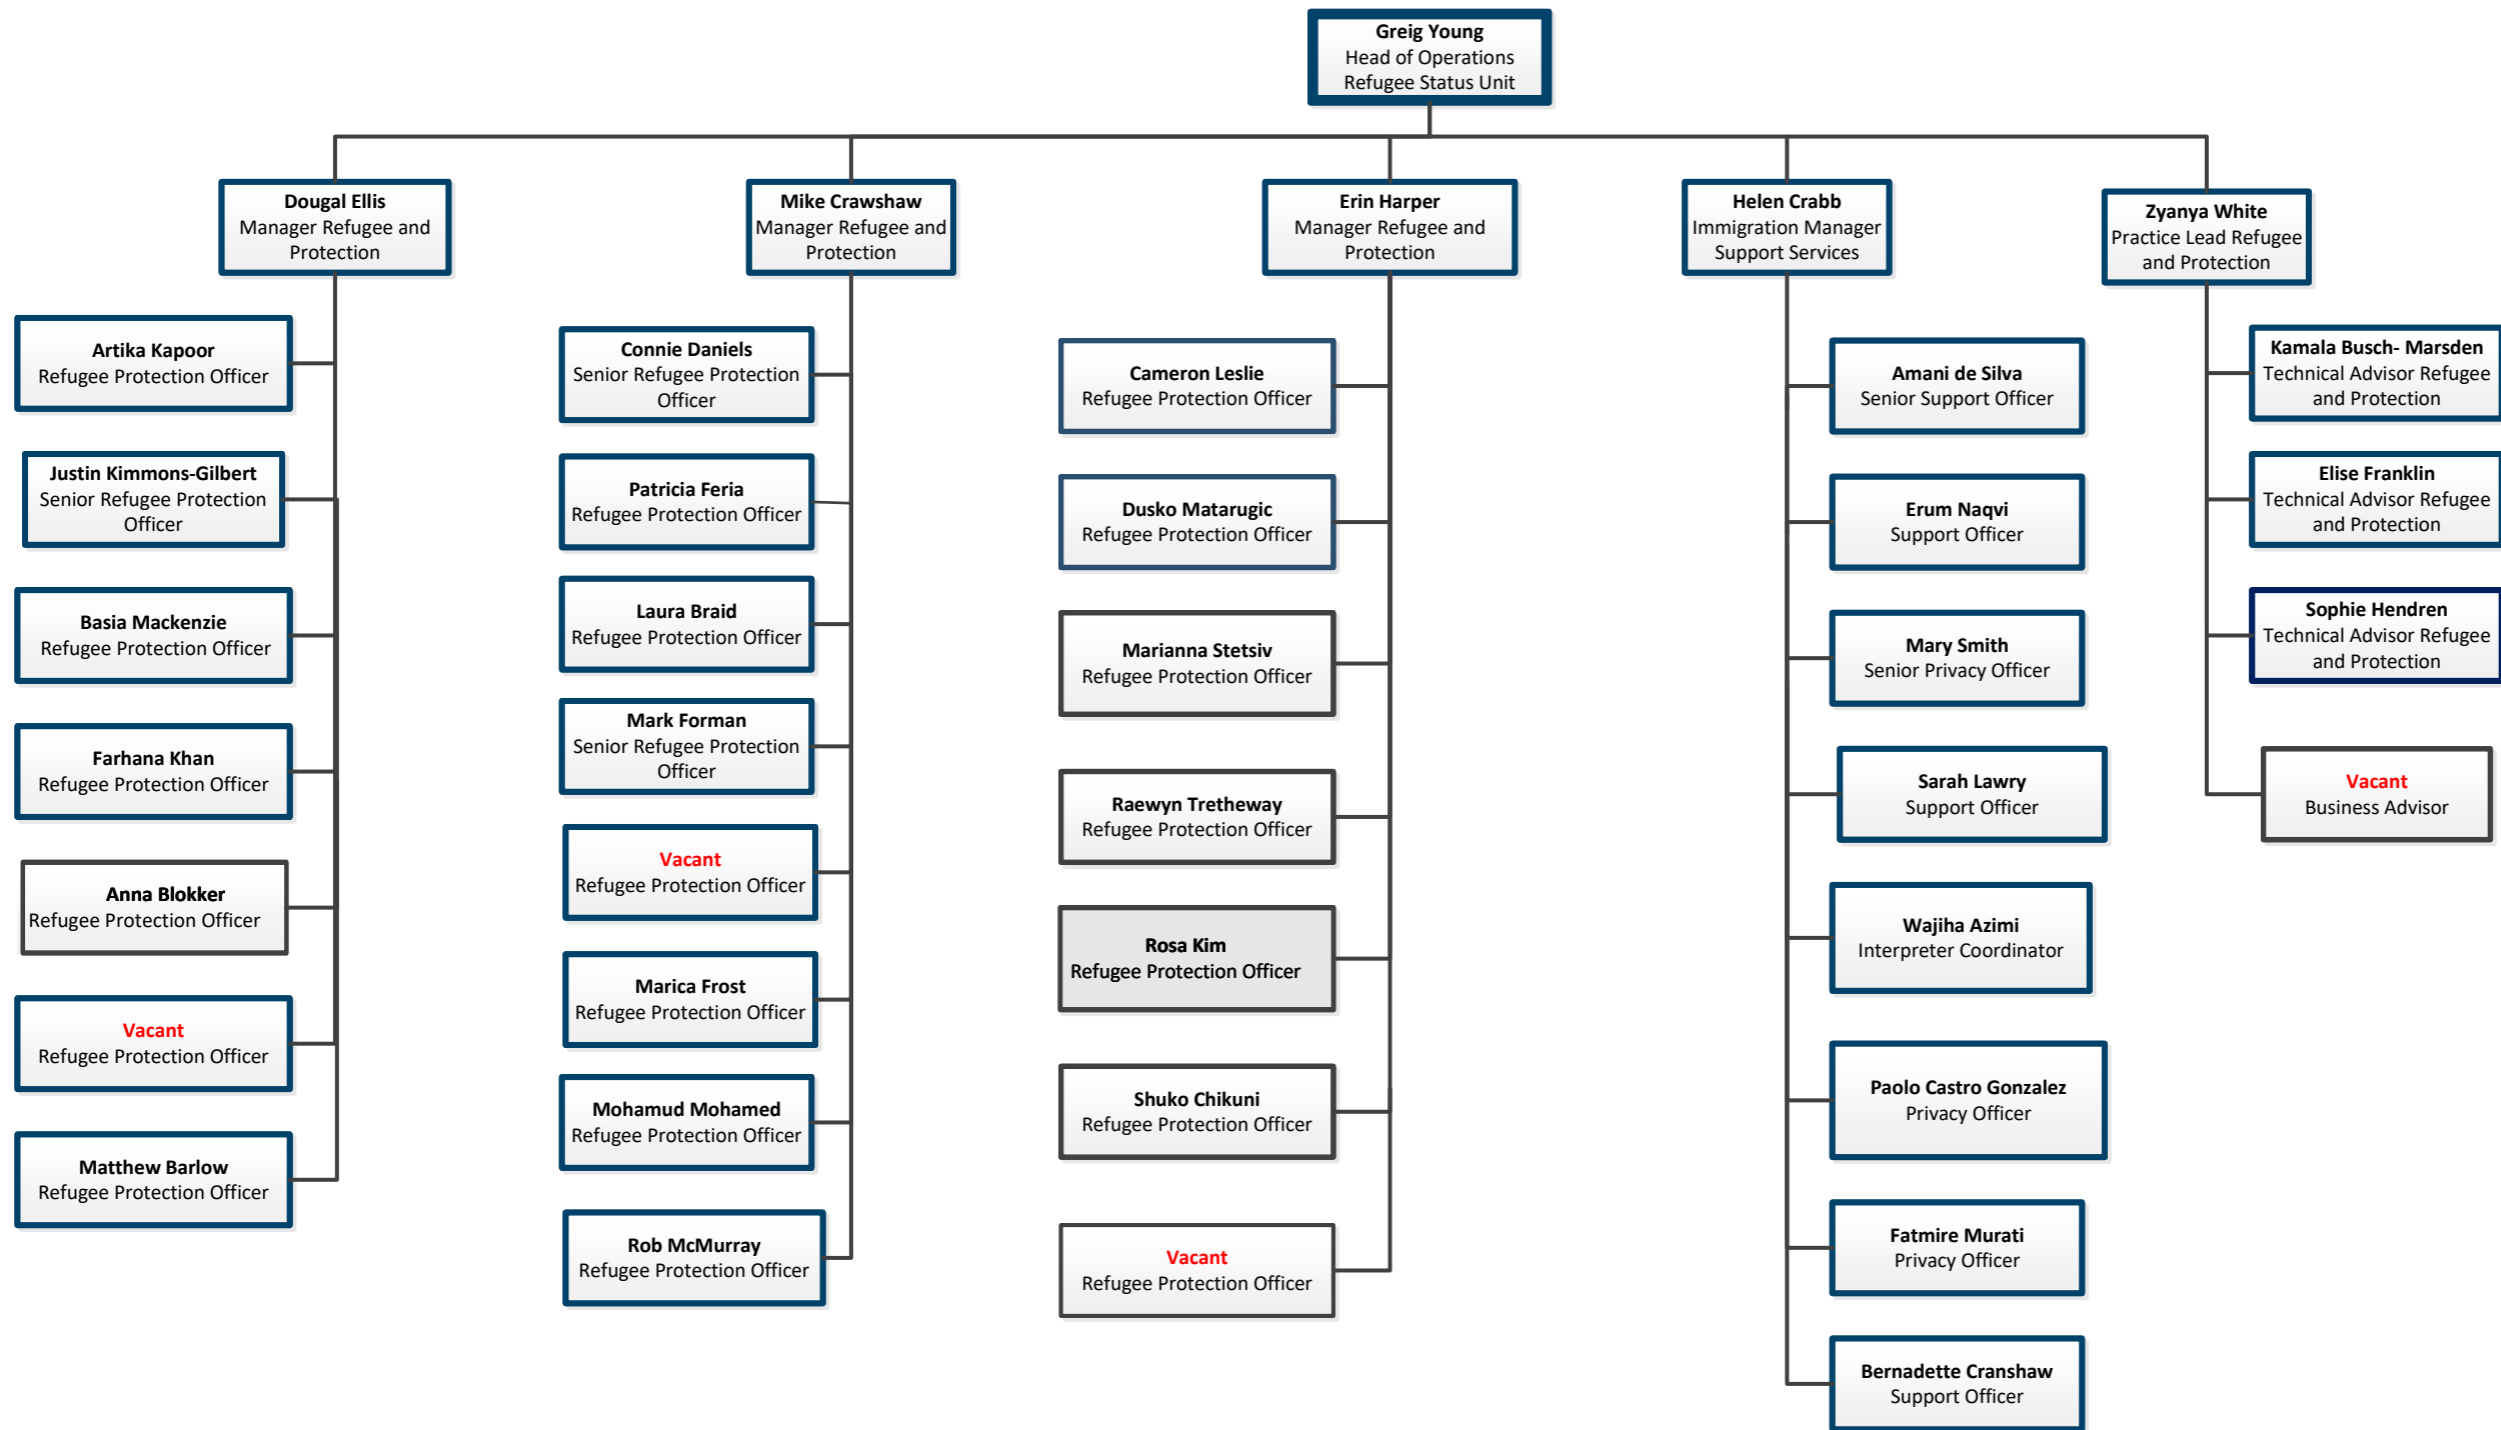 Greig Young
Head of Operations
Refugee Status Unit
Dougal Ellis
Manager Refugee and
Protection
Mike Crawshaw
Manager Refugee and
Protection
Erin Harper
Manager Refugee and
Protection
Helen Crabb
Immigration Manager
Support Services
Zyanya White
Practice Lead Refugee
and Protection
Artika Kapoor
Refugee Protection Officer
Justin Kimmons-Gilbert
Senior Refugee Protection
Officer
Basia Mackenzie
Refugee Protection Officer
Farhana Khan
Refugee Protection Officer
Anna Blokker
Refugee Protection Officer
Vacant
Refugee Protection Officer
Matthew Barlow
Refugee Protection Officer
Connie Daniels
Senior Refugee Protection
Officer
Patricia Feria
Refugee Protection Officer
Laura Braid
Refugee Protection Officer
Mark Forman
Senior Refugee Protection
Officer
Vacant
Refugee Protection Officer
Marica Frost
Refugee Protection Officer
Mohamud Mohamed
Refugee Protection Officer
Rob McMurray
Refugee Protection Officer
Cameron Leslie
Refugee Protection Officer
Dusko Matarugic
Refugee Protection Officer
Marianna Stetsiv
Refugee Protection Officer
Raewyn Tretheway
Refugee Protection Officer
Rosa Kim
Refugee Protection Officer
Shuko Chikuni
Refugee Protection Officer
Vacant
Refugee Protection Officer
Amani de Silva
Senior Support Officer
Erum Naqvi
Support Officer
Mary Smith
Senior Privacy Officer
Sarah Lawry
Support Officer
Wajiha Azimi
Interpreter Coordinator
Paolo Castro Gonzalez
Privacy Officer
Fatmire Murati
Privacy Officer
Bernadette Cranshaw
Support Officer
Kamala Busch- Marsden
Technical Advisor Refugee
and Protection
Elise Franklin
Technical Advisor Refugee
and Protection
Sophie Hendren
Technical Advisor Refugee
and Protection
Vacant
Business Advisor